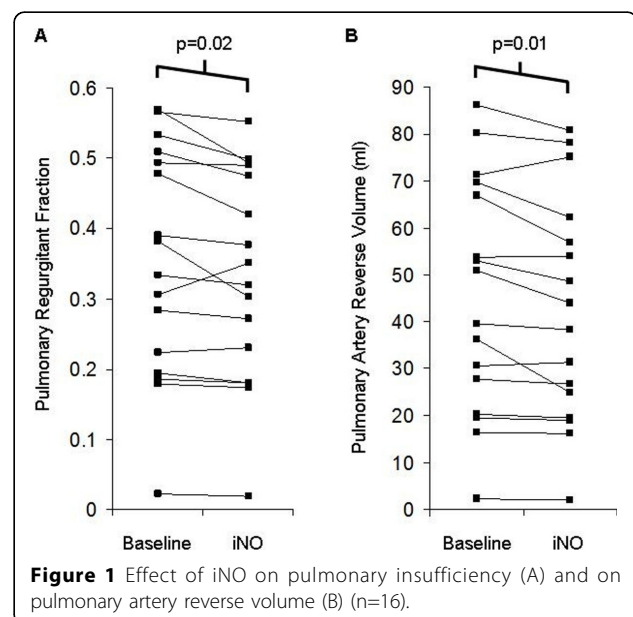 A
p=0.02
Pulmonary Regurgitant Fraction
0.6
0.5
0.4
0.3
0.2
0.1
0
Baseline iNO
B
p=0.01
Pulmonary Artery Reverse Volume (ml)
90
80
70
60
50
40
30
20
10
0
Baseline iNO
Figure 1 Effect of iNO on pulmonary insufficiency (A) and on
pulmonary artery reverse volume (B) (n=16).